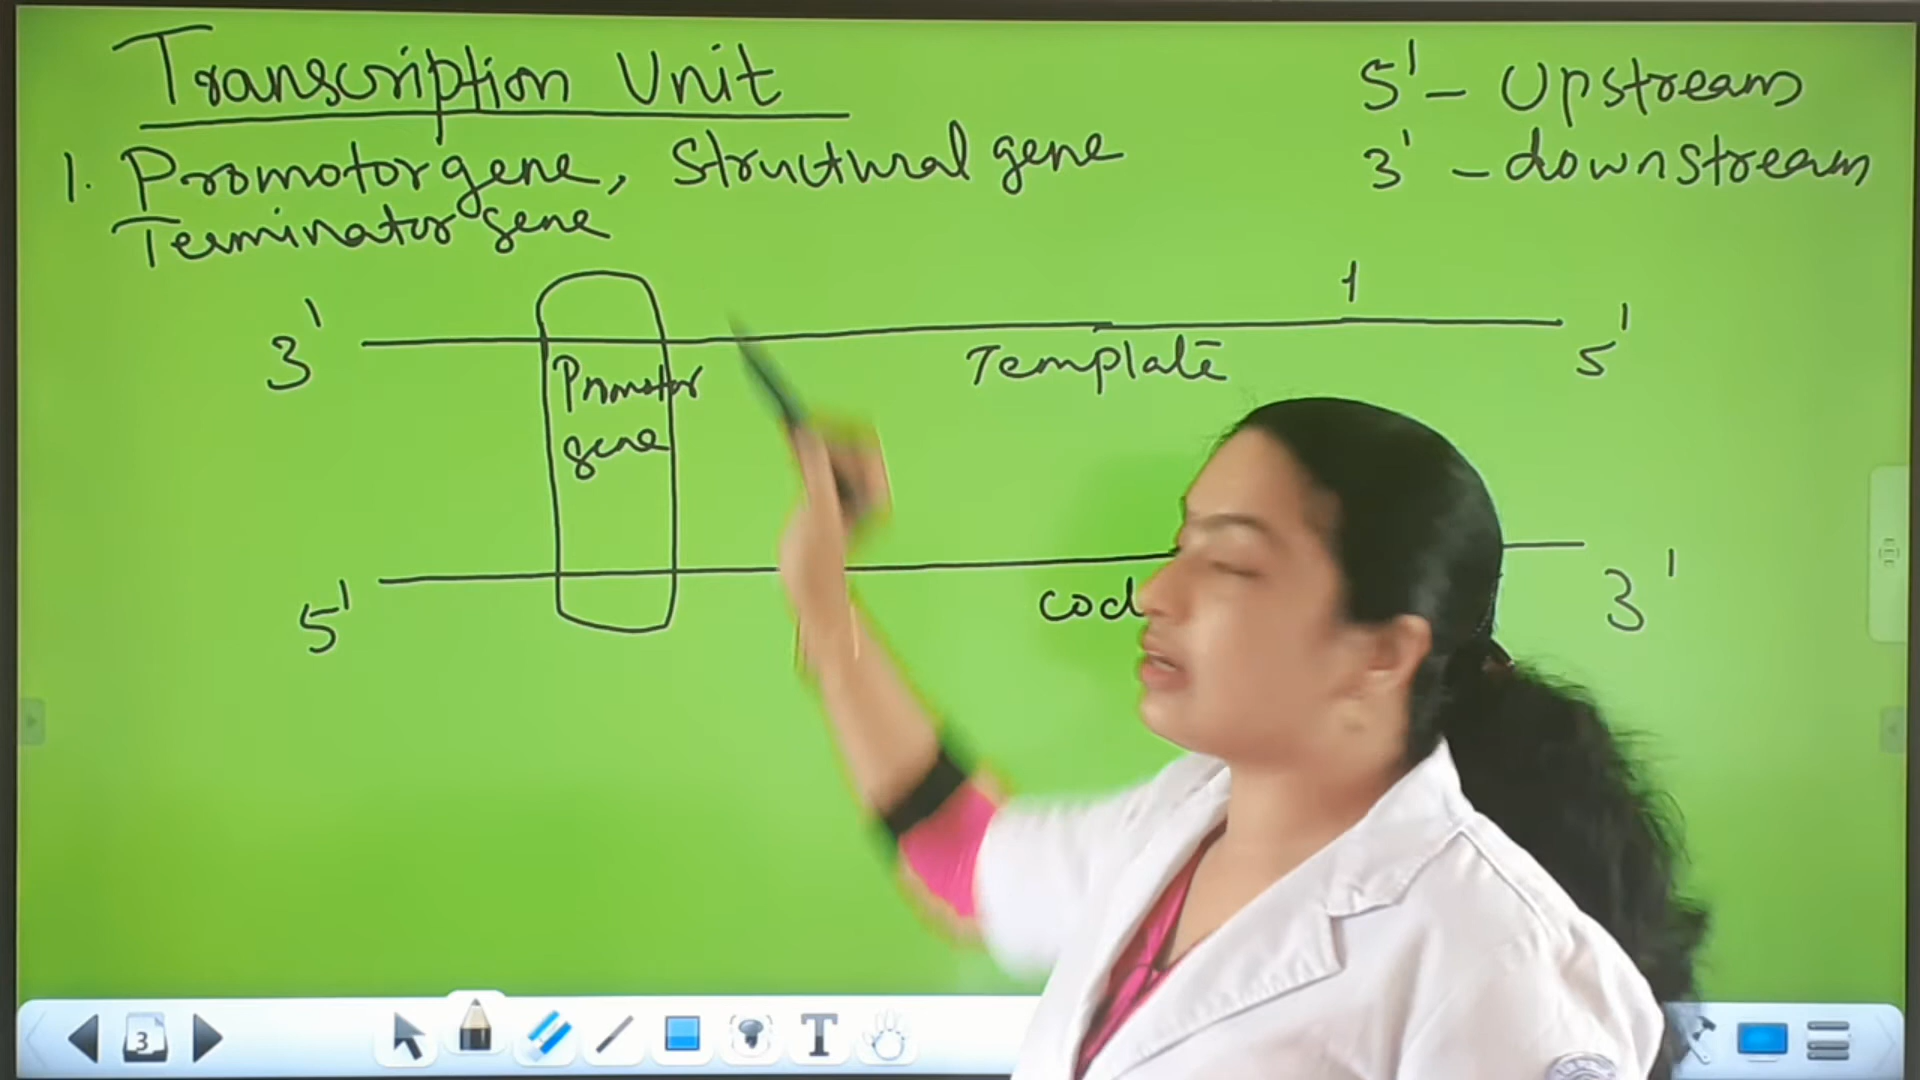 Transcription Unit
5' - Upstream
3' - downstream
1. Promotor gene, Structural gene
Terminator gene
3'
5'
Promotor
gene
Template
5'
3'
3
T